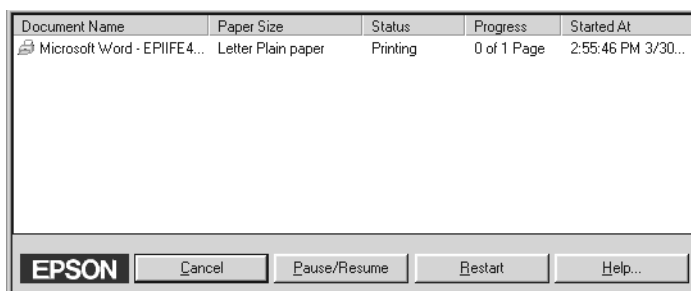 Document Name Paper Size Status Progress Started At
Microsoft Word - EPIIFE4... Letter Plain paper Printing 0 of 1 Page 2:55:46 PM 3/30...
EPSON Cancel Pause/Resume Restart Help...